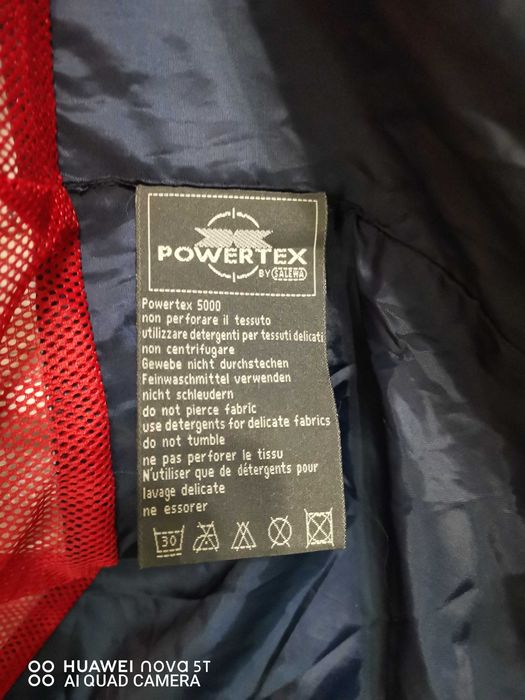 POWERTEX
BY SALEWA
Powertex 5000
non perforare il tessuto
utilizzare detergenti per tessuti delicati
non centrifugare
Gewebe nicht durchstechen
Feinwaschmittel verwenden
nicht schleudern
do not pierce fabric
use detergents for delicate fabrics
do not tumble
ne pas perforer le tissu
N'utiliser que de détergents pour
lavage delicate
ne essorer
30
HUAWEI nova 5T
AI QUAD CAMERA